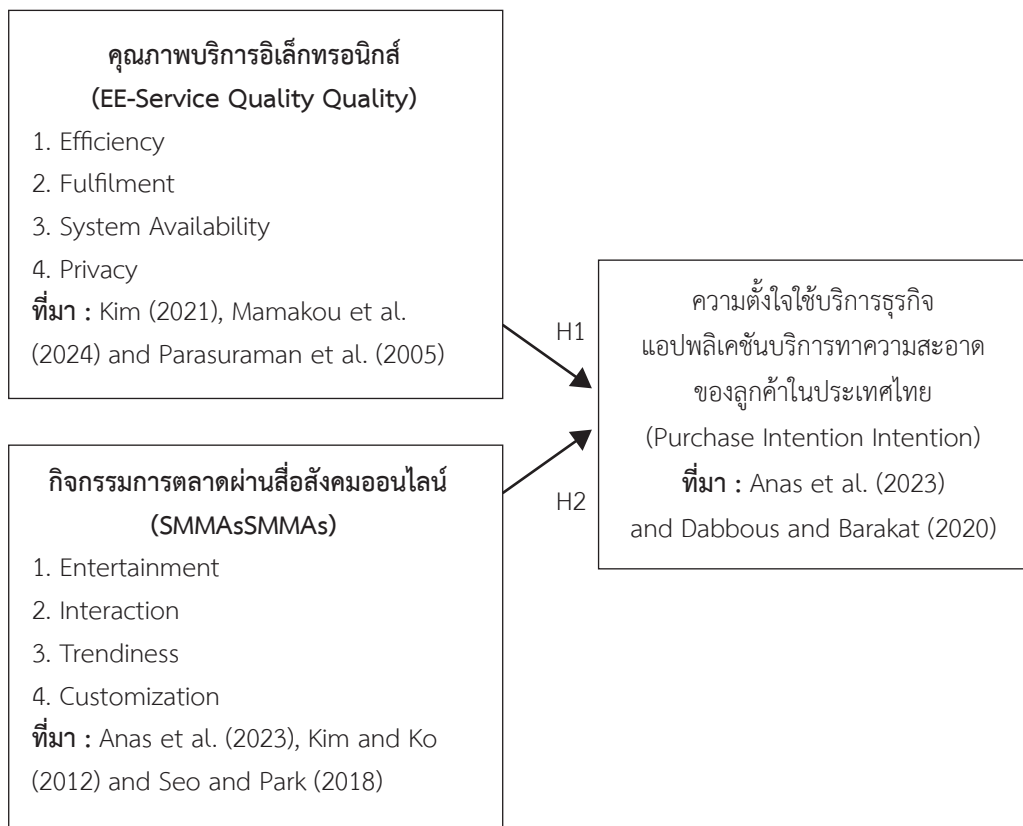 คุณภาพบริการอิเล็กทรอนิกส์
(EE-Service Quality Quality)
1. Efficiency
2. Fulfilment
3. System Availability
4. Privacy
ที่มา : Kim (2021), Mamakou et al.
(2024) and Parasuraman et al. (2005)
กิจกรรมการตลาดผ่านสื่อสังคมออนไลน์
(SMMAsSMMAs)
1. Entertainment
2. Interaction
3. Trendiness
4. Customization
ที่มา : Anas et al. (2023), Kim and Ko
(2012) and Seo and Park (2018)
H1
H2
ความตั้งใจใช้บริการธุรกิจ
แอปพลิเคชันบริการทาความสะอาด
ของลูกค้าในประเทศไทย
(Purchase Intention Intention)
ที่มา : Anas et al. (2023)
and Dabbous and Barakat (2020)